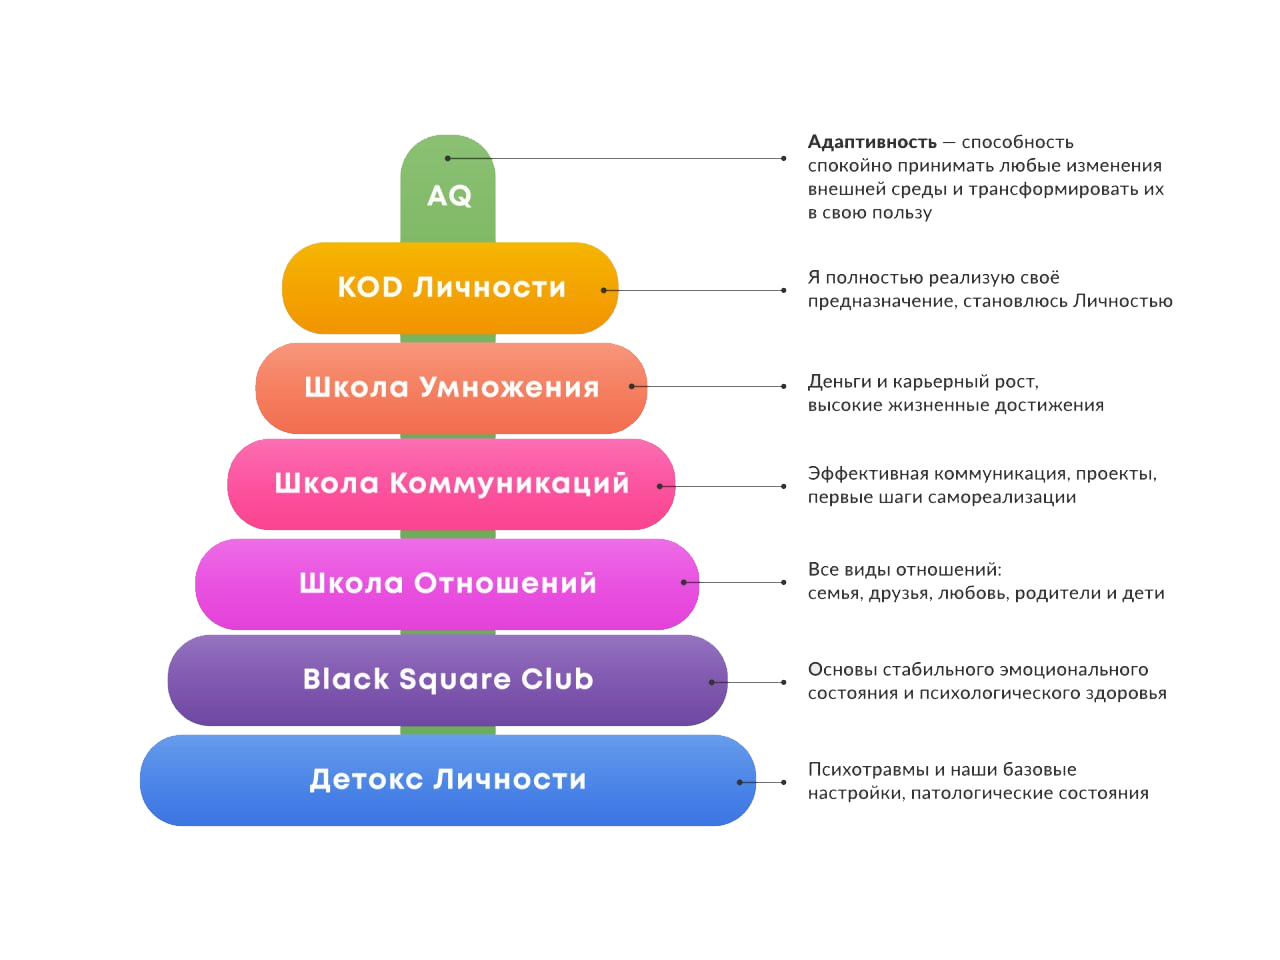 AQ
Адаптивность — способность
спокойно принимать любые изменения
внешней среды и трансформировать их
в свою пользу
KOD Личности
Я полностью реализую своё
предназначение, становлюсь Личностью
Школа Умножения
Деньги и карьерный рост,
высокие жизненные достижения
Школа Коммуникаций
Эффективная коммуникация, проекты,
первые шаги самореализации
Школа Отношений
Все виды отношений:
семья, друзья, любовь, родители и дети
Black Square Club
Основы стабильного эмоционального
состояния и психологического здоровья
Детокс Личности
Психотравмы и наши базовые
настройки, патологические состояния